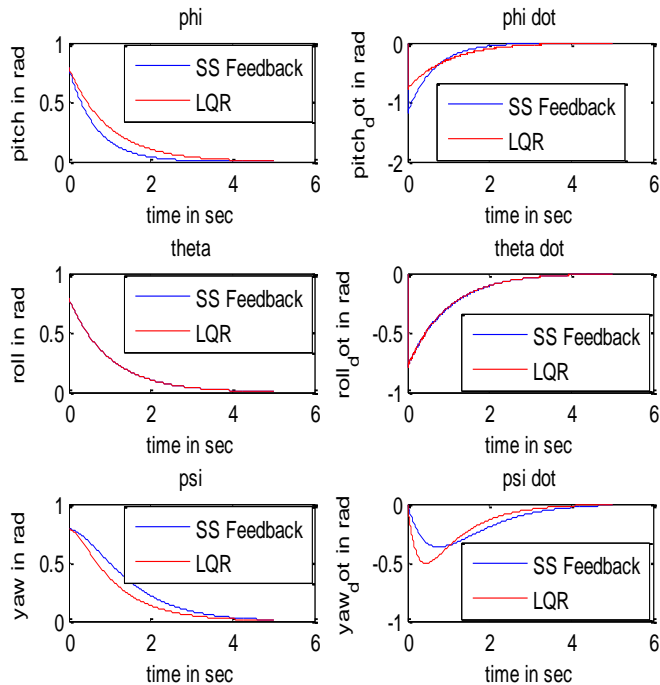 phi
pitch in rad
1
0.5
0
SS Feedback
LQR
0 2 4 6
time in sec
phi dot
pitch_dot in rad
0
-1
-2
SS Feedback
LQR
0 2 4 6
time in sec
theta
roll in rad
1
0.5
0
SS Feedback
LQR
0 2 4 6
time in sec
theta dot
roll_dot in rad
0
-0.5
-1
SS Feedback
LQR
0 2 4 6
time in sec
psi
yaw in rad
1
0.5
0
SS Feedback
LQR
0 2 4 6
time in sec
psi dot
yaw_dot in rad
0
-0.5
-1
SS Feedback
LQR
0 2 4 6
time in sec